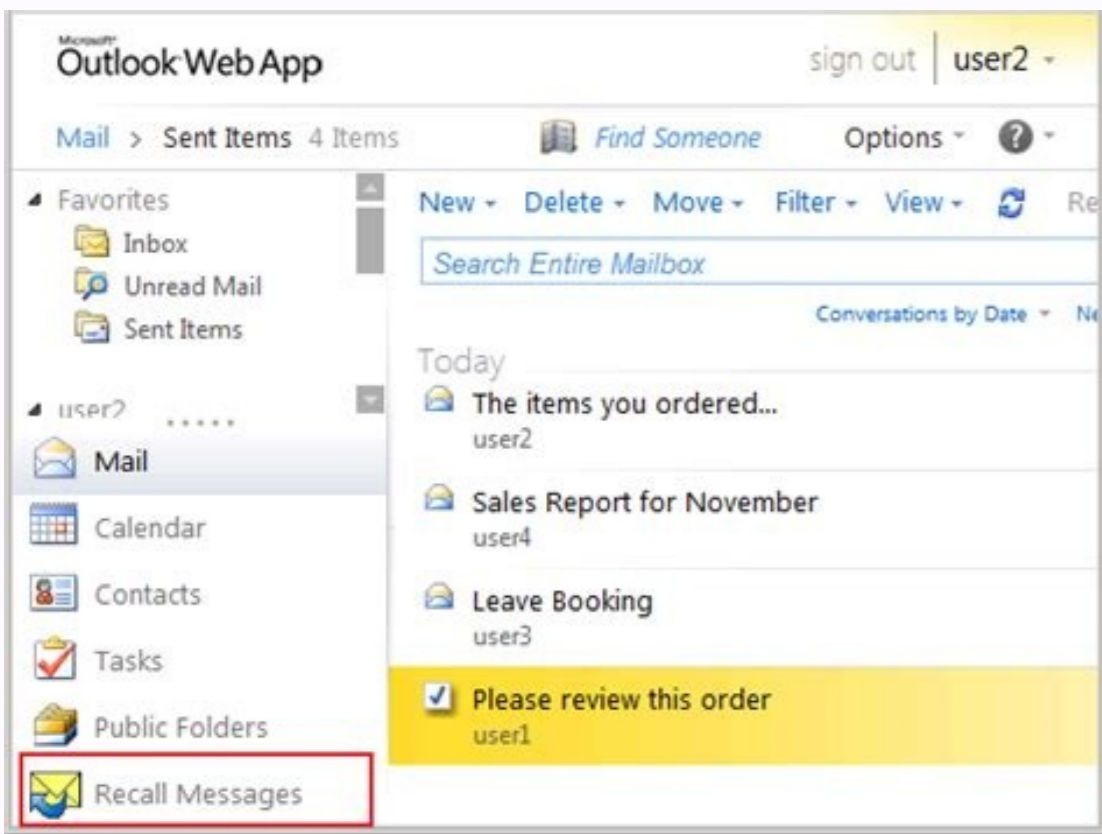 Microsoft®
Outlook Web App
sign out | user2
Mail > Sent Items 4 Items
Find Someone
Options
?
Favorites
Inbox
Unread Mail
Sent Items
user2
Mail
Calendar
Contacts
Tasks
Public Folders
Recall Messages
New Delete Move Filter View Re
Search Entire Mailbox
Conversations by Date Ne
Today
The items you ordered...
user2
Sales Report for November
user4
Leave Booking
user3
Please review this order
user1